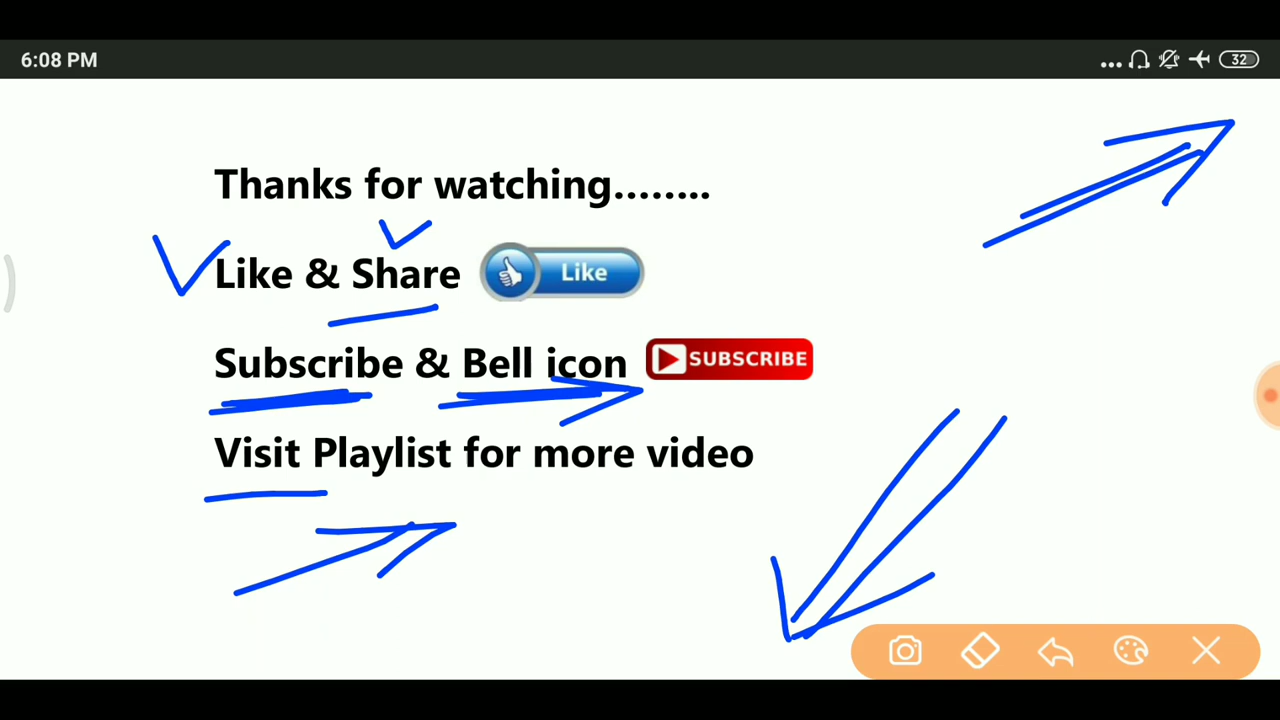 6:08 PM
32
Thanks for watching........
Like & Share
Like
Subscribe & Bell icon
SUBSCRIBE
Visit Playlist for more video